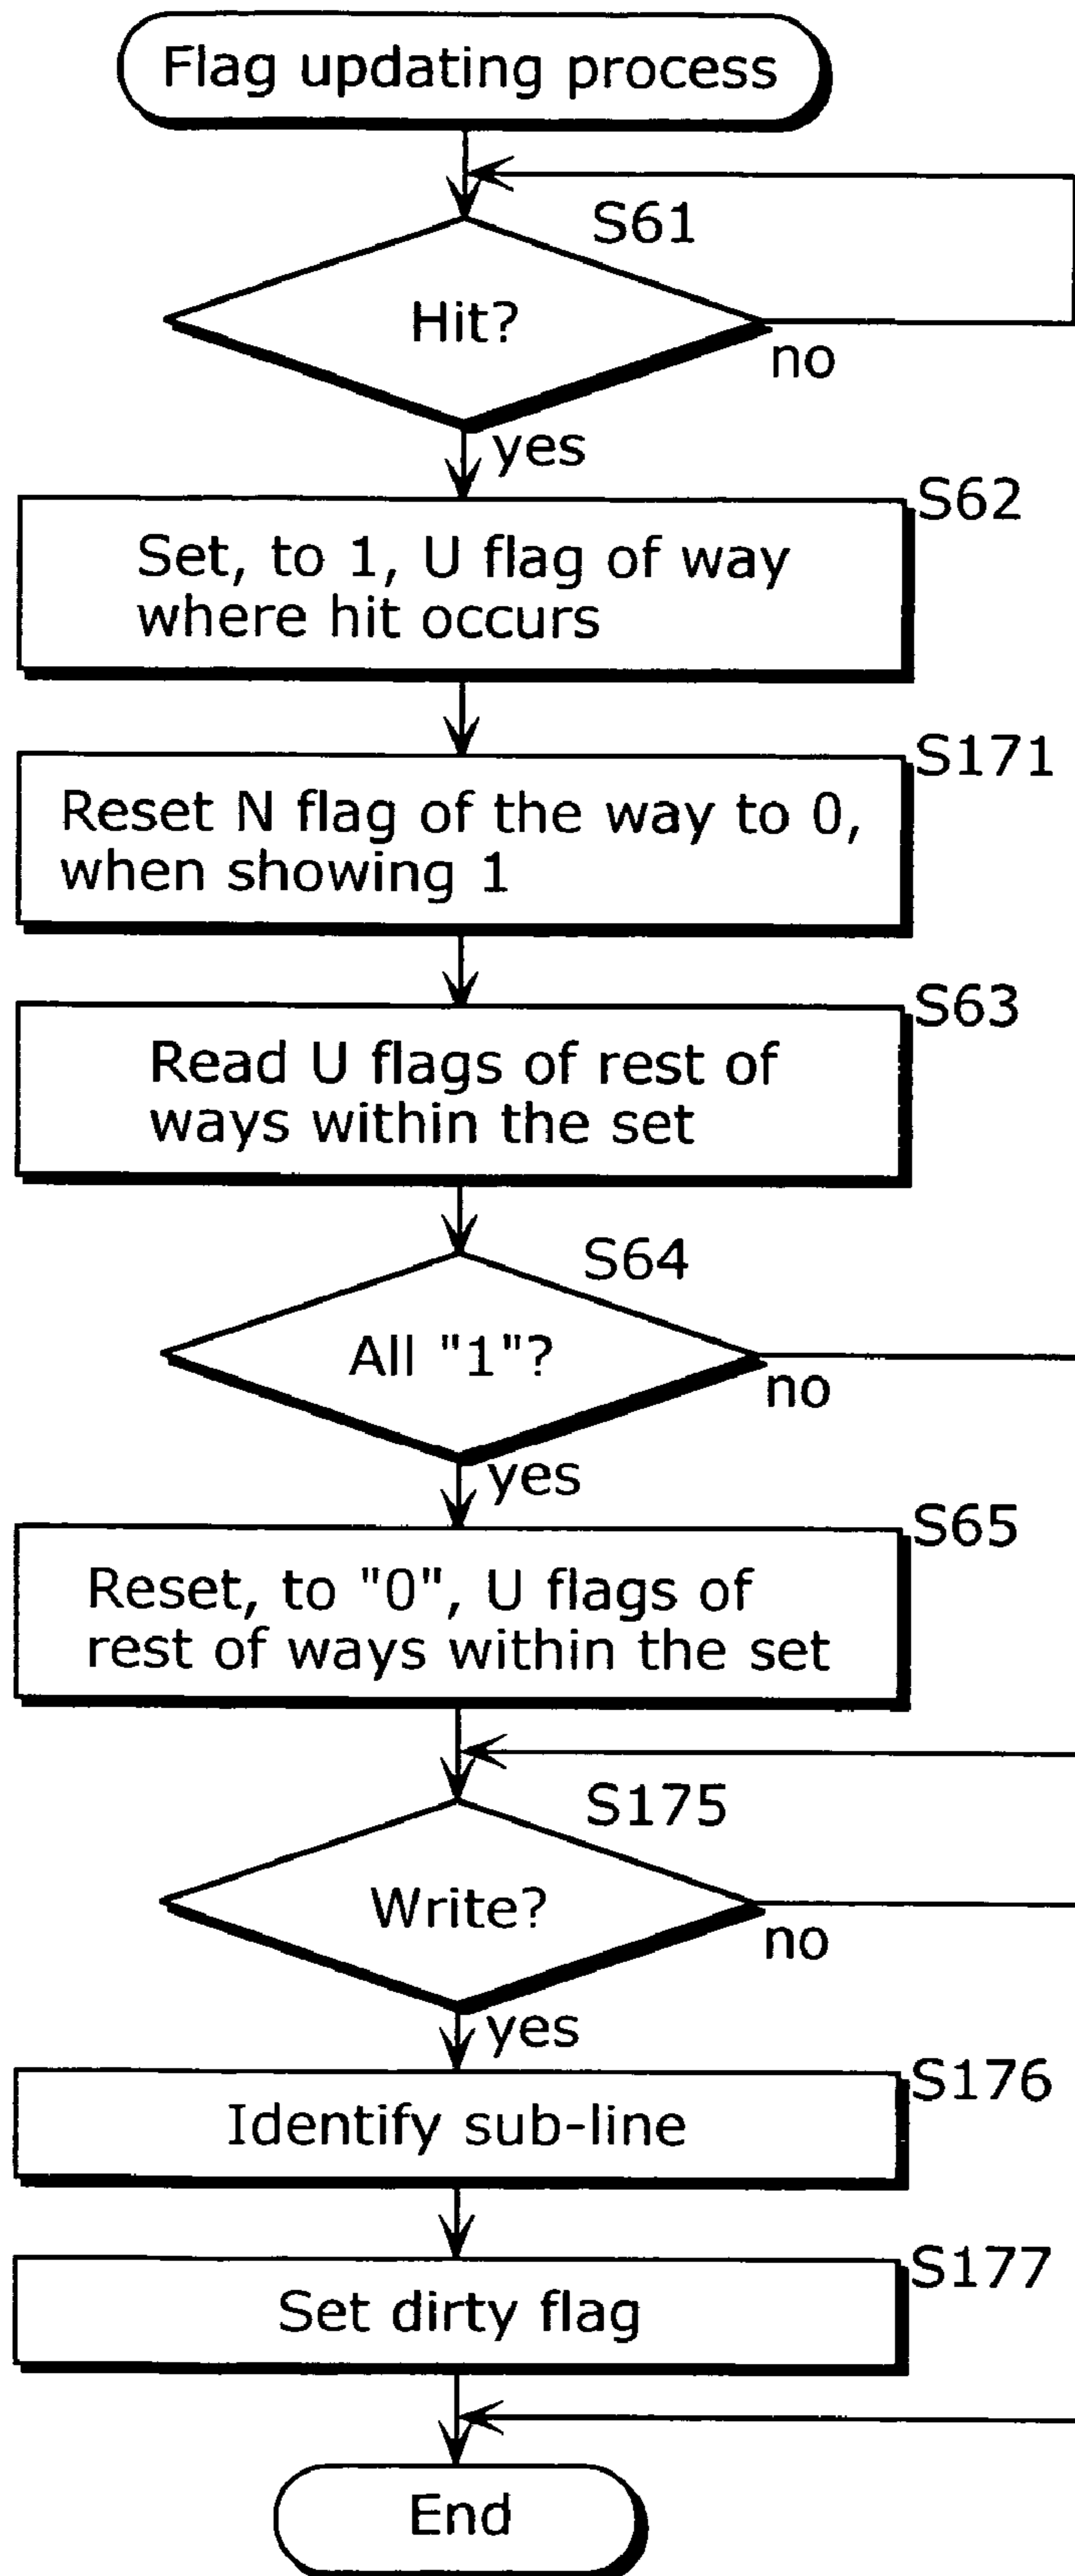 Flag updating process
S61
Hit?
no
yes
S62
Set, to 1, U flag of way
where hit occurs
S171
Reset N flag of the way to 0,
when showing 1
S63
Read U flags of rest of
ways within the set
S64
All "1"?
no
yes
S65
Reset, to "0", U flags of
rest of ways within the set
S175
Write?
no
yes
S176
Identify sub-line
S177
Set dirty flag
End